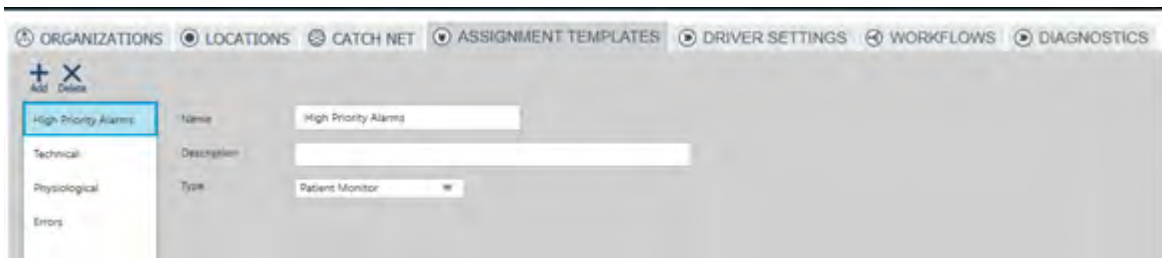 ORGANIZATIONS LOCATIONS CATCH NET ASSIGNMENT TEMPLATES DRIVER SETTINGS WORKFLOWS DIAGNOSTICS
Add Delete
High Priority Alarms Name High Priority Alarms
Technical Description
Physiological Type Patient Monitor
Errors